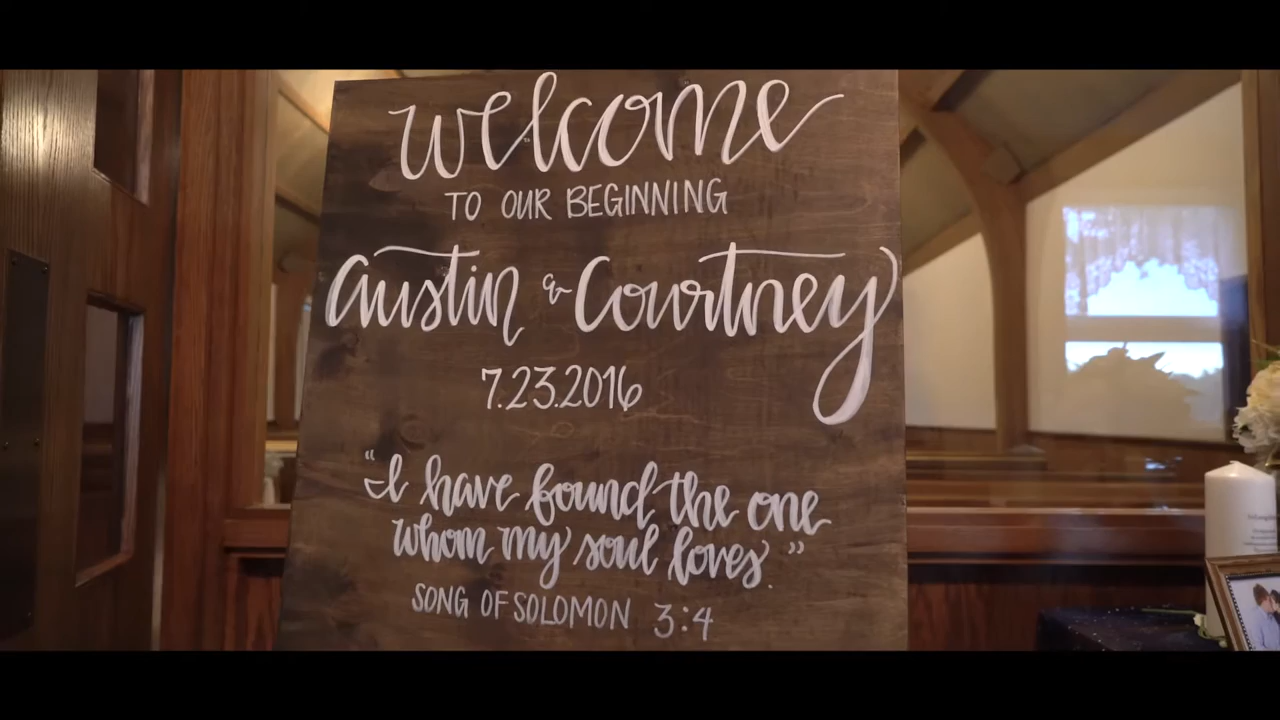 welcome
TO OUR BEGINNING
austin & Courtney
7.23.2016
"I have found the one
whom my soul loves."
SONG OF SOLOMON 3:4